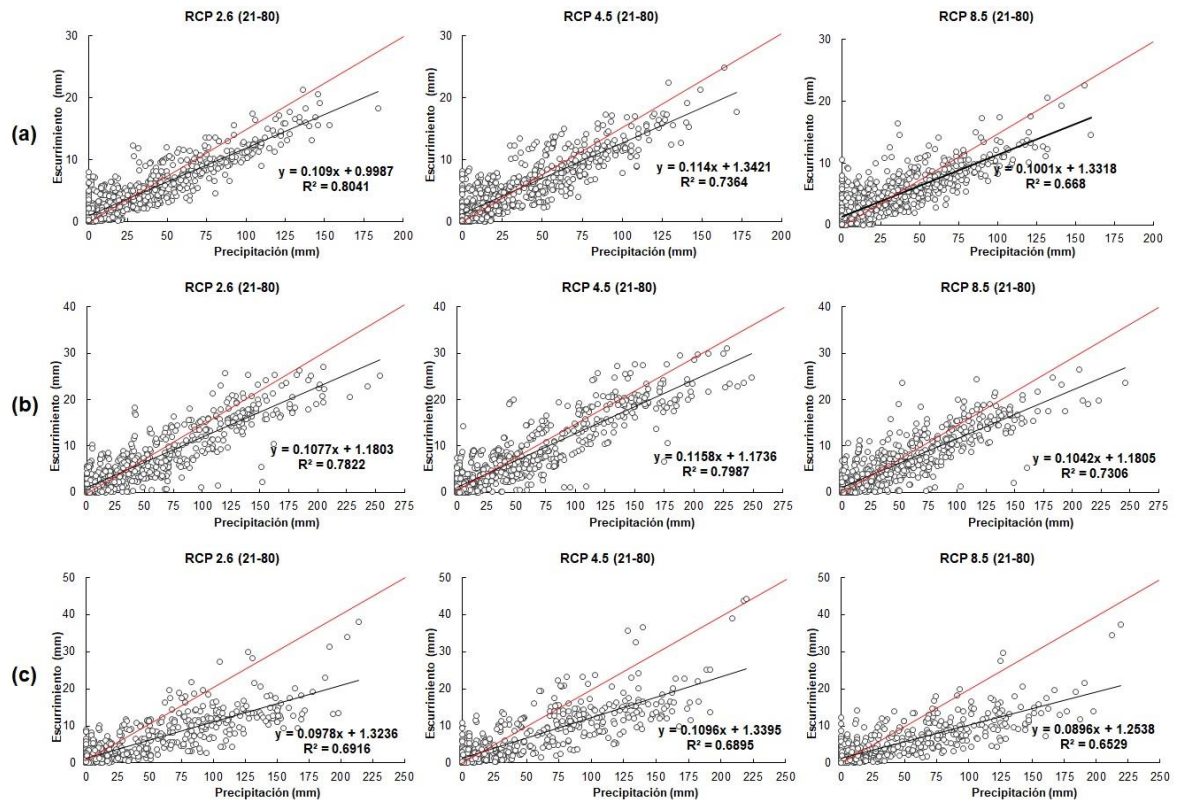 RCP 2.6 (21-80)
RCP 4.5 (21-80)
RCP 8.5 (21-80)
(a)
Escurrimiento (mm)
30
20
10
0
y = 0.109x + 0.9987
R² = 0.8041
0 25 50 75 100 125 150 175 200
Precipitación (mm)
Escurrimiento (mm)
30
20
10
0
y = 0.114x + 1.3421
R² = 0.7364
0 25 50 75 100 125 150 175 200
Precipitación (mm)
Escurrimiento (mm)
30
20
10
0
y = 0.1001x + 1.3318
R² = 0.668
0 25 50 75 100 125 150 175 200
Precipitación (mm)
RCP 2.6 (21-80)
RCP 4.5 (21-80)
RCP 8.5 (21-80)
(b)
Escurrimiento (mm)
40
30
20
10
0
y = 0.1077x + 1.1803
R² = 0.7822
0 25 50 75 100 125 150 175 200 225 250 275
Precipitación (mm)
Escurrimiento (mm)
40
30
20
10
0
y = 0.1158x + 1.1736
R² = 0.7987
0 25 50 75 100 125 150 175 200 225 250 275
Precipitación (mm)
Escurrimiento (mm)
40
30
20
10
0
y = 0.1042x + 1.1805
R² = 0.7306
0 25 50 75 100 125 150 175 200 225 250 275
Precipitación (mm)
RCP 2.6 (21-80)
RCP 4.5 (21-80)
RCP 8.5 (21-80)
(c)
Escurrimiento (mm)
50
40
30
20
10
0
y = 0.0978x + 1.3236
R² = 0.6916
0 25 50 75 100 125 150 175 200 225 250
Precipitación (mm)
Escurrimiento (mm)
50
40
30
20
10
0
y = 0.1096x + 1.3395
R² = 0.6895
0 25 50 75 100 125 150 175 200 225 250
Precipitación (mm)
Escurrimiento (mm)
50
40
30
20
10
0
y = 0.0896x + 1.2538
R² = 0.6529
0 25 50 75 100 125 150 175 200 225 250
Precipitación (mm)